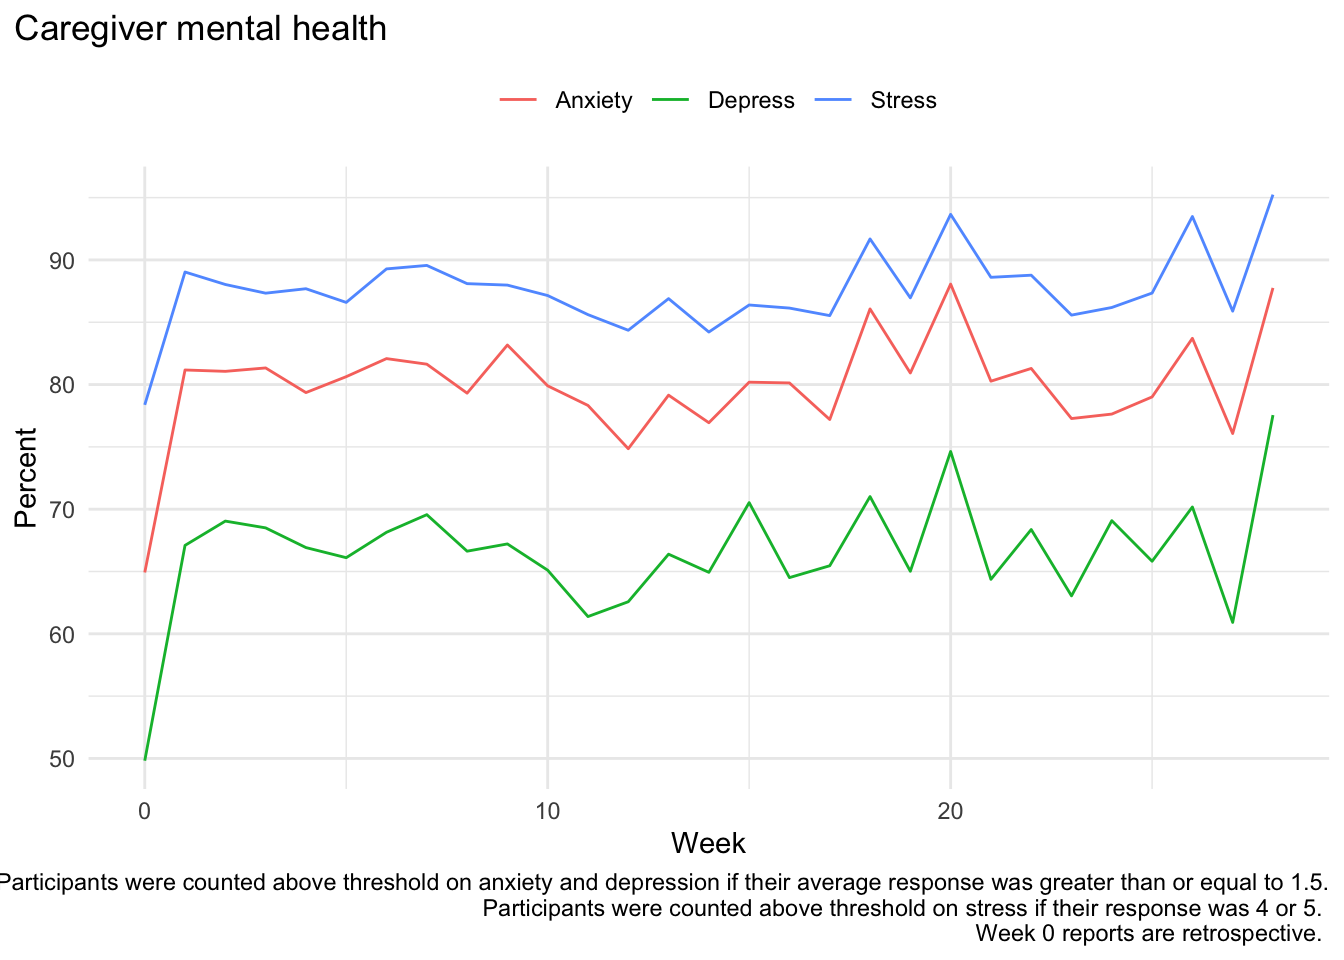 Caregiver mental health
Anxiety Depress Stress
90
80
70
60
50
Percent
0 10 20
Week
Participants were counted above threshold on anxiety and depression if their average response was greater than or equal to 1.5.
Participants were counted above threshold on stress if their response was 4 or 5.
Week 0 reports are retrospective.